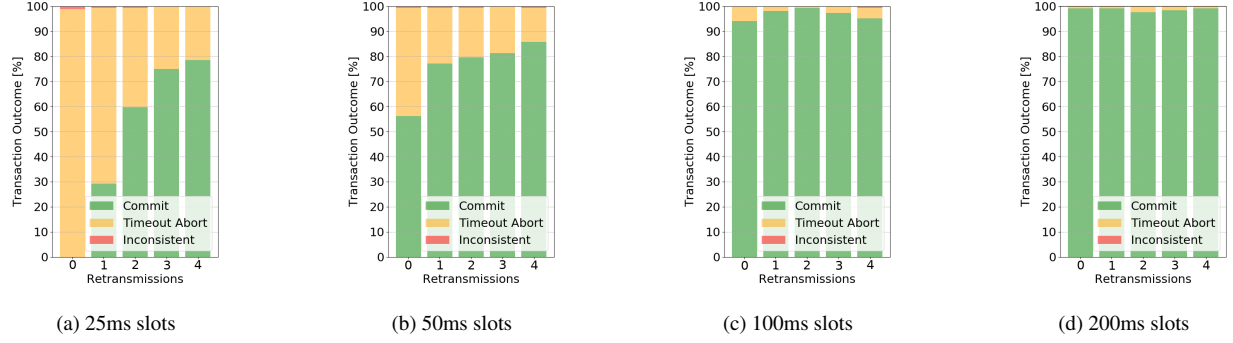 100
90
80
70
60
50
40
30
20
10
0
Transaction Outcome [%]
Commit
Timeout Abort
Inconsistent
0 1 2 3 4
Retransmissions
(a) 25ms slots
100
90
80
70
60
50
40
30
20
10
0
Transaction Outcome [%]
Commit
Timeout Abort
Inconsistent
0 1 2 3 4
Retransmissions
(b) 50ms slots
100
90
80
70
60
50
40
30
20
10
0
Transaction Outcome [%]
Commit
Timeout Abort
Inconsistent
0 1 2 3 4
Retransmissions
(c) 100ms slots
100
90
80
70
60
50
40
30
20
10
0
Transaction Outcome [%]
Commit
Timeout Abort
Inconsistent
0 1 2 3 4
Retransmissions
(d) 200ms slots